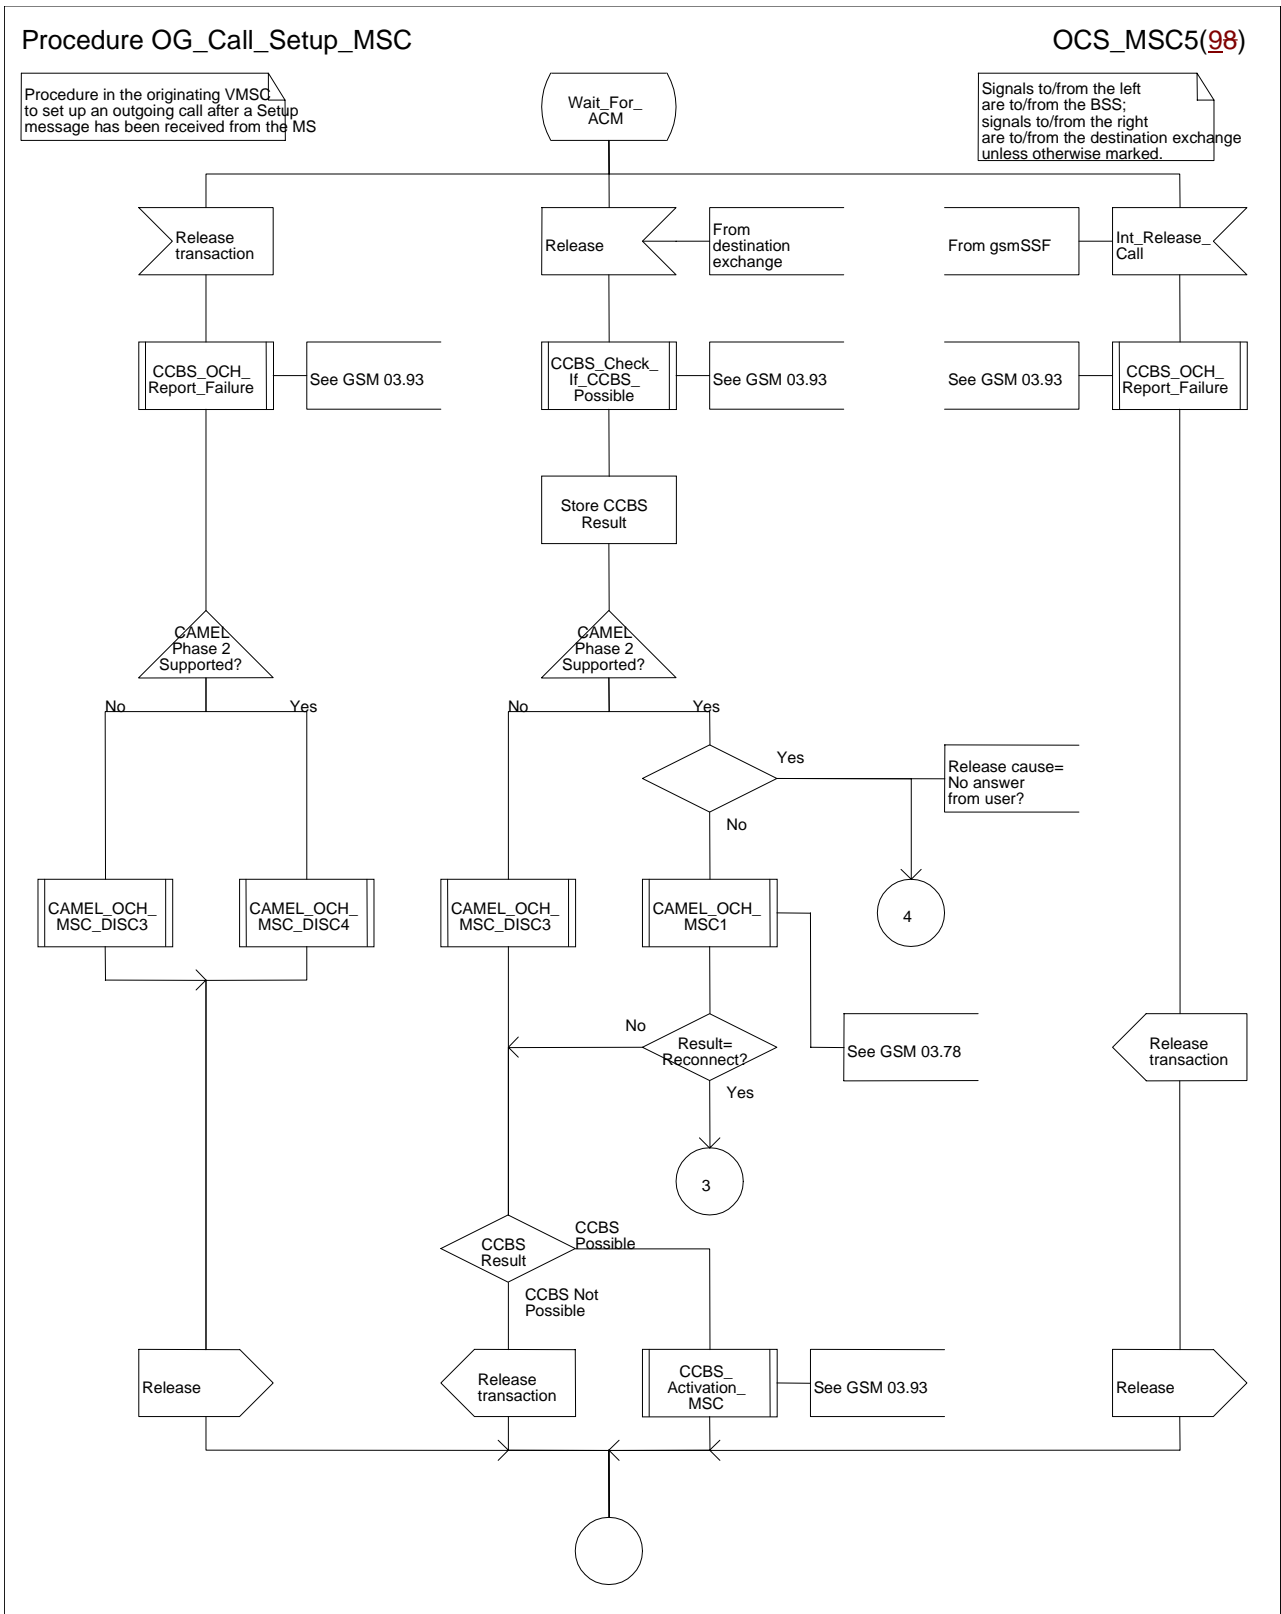 Procedure OG_Call_Setup_MSC
OCS_MSC5(98)
Procedure in the originating VMSC
to set up an outgoing call after a Setup
message has been received from the MS
Wait_For_
ACM
Signals to/from the left
are to/from the BSS;
signals to/from the right
are to/from the destination exchange
unless otherwise marked.
Release
transaction
Release
From
destination
exchange
From gsmSSF
Int_Release_
Call
CCBS_OCH_
Report_Failure
See GSM 03.93
CCBS_Check_
If_CCBS_
Possible
See GSM 03.93
See GSM 03.93
CCBS_OCH_
Report_Failure
Store CCBS
Result
CAMEL
Phase 2
Supported?
CAMEL
Phase 2
Supported?
No
Yes
No
Yes
Yes
Release cause=
No answer
from user?
No
CAMEL_OCH_
MSC_DISC3
CAMEL_OCH_
MSC_DISC4
CAMEL_OCH_
MSC_DISC3
CAMEL_OCH_
MSC1
4
No
Result=
Reconnect?
See GSM 03.78
Release
transaction
Yes
3
CCBS
Result
CCBS
Possible
CCBS Not
Possible
Release
Release
transaction
CCBS_
Activation_
MSC
See GSM 03.93
Release